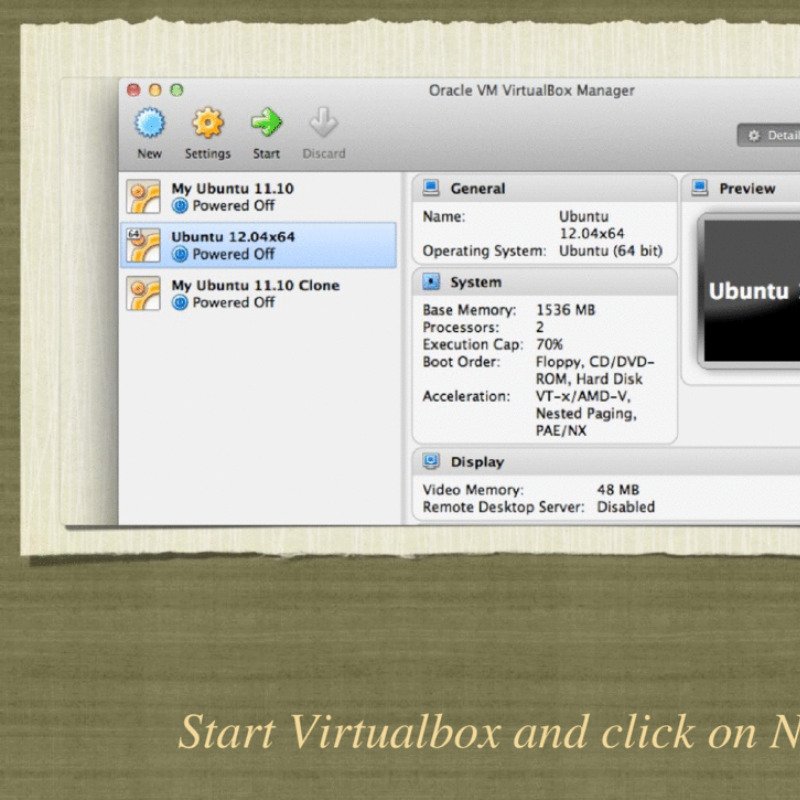 Oracle VM VirtualBox Manager
New Settings Start Discard
My Ubuntu 11.10
Powered Off
64
Ubuntu 12.04x64
Powered Off
My Ubuntu 11.10 Clone
Powered Off
General
Name: Ubuntu
12.04x64
Operating System: Ubuntu (64 bit)
System
Base Memory: 1536 MB
Processors: 2
Execution Cap: 70%
Boot Order: Floppy, CD/DVD-
ROM, Hard Disk
Acceleration: VT-x/AMD-V,
Nested Paging,
PAE/NX
Display
Video Memory: 48 MB
Remote Desktop Server: Disabled
Preview
Ubuntu
Start Virtualbox and click on